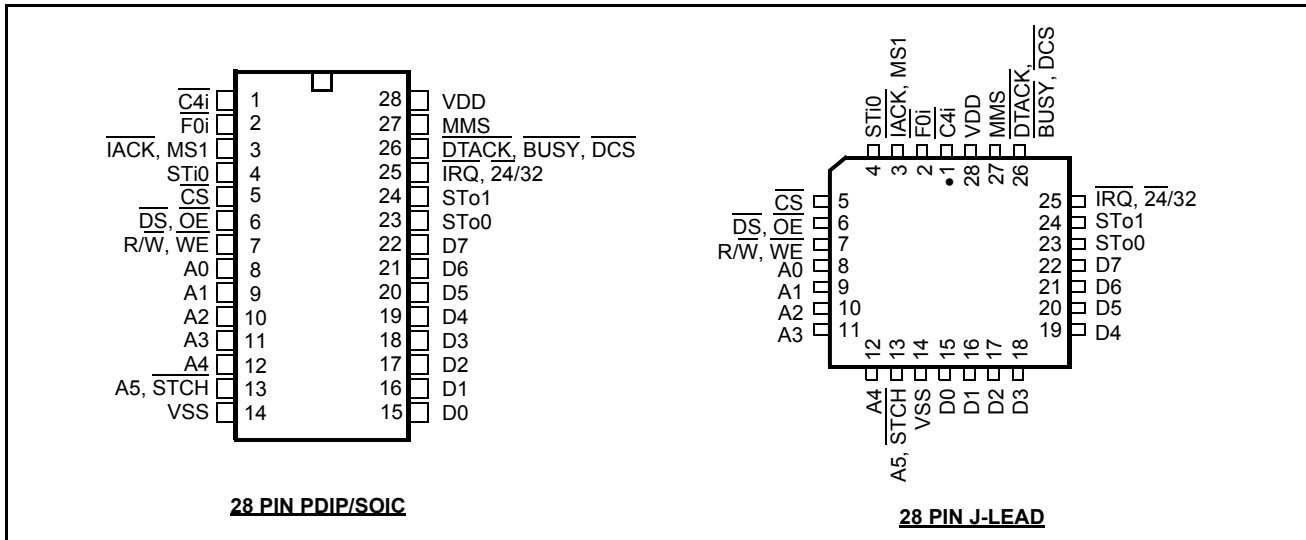 C4i 1 28 VDD
F0i 2 27 MMS
IACK, MS1 3 26 DTACK, BUSY, DCS
STi0 4 25 IRQ, 24/32
CS 5 24 STo1
DS, OE 6 23 STo0
R/W, WE 7 22 D7
A0 8 21 D6
A1 9 20 D5
A2 10 19 D4
A3 11 18 D3
A4 12 17 D2
A5, STCH 13 16 D1
VSS 14 15 D0
28 PIN PDIP/SOIC
STi0
IACK, MS1
F0i
C4i
VDD
MMS
DTACK,
BUSY, DCS
4 3 2 1 28 27 26
CS 5 25 IRQ, 24/32
DS, OE 6 24 STo1
R/W, WE 7 23 STo0
A0 8 22 D7
A1 9 21 D6
A2 10 20 D5
A3 11 19 D4
12 13 14 15 16 17 18
A4
A5, STCH
VSS
D0
D1
D2
D3
28 PIN J-LEAD